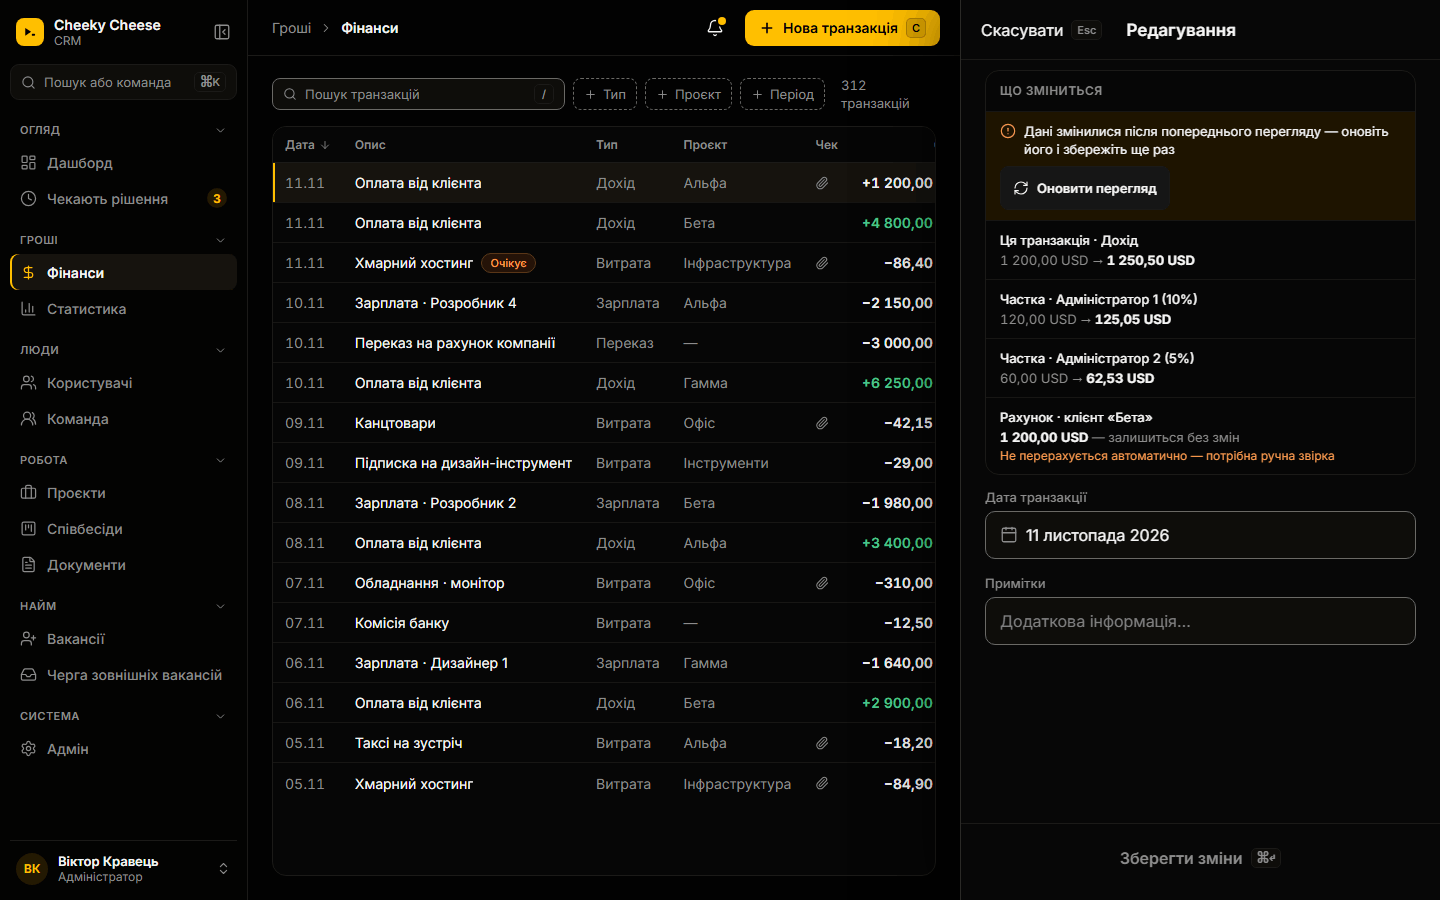 Cheeky Cheese
CRM
Пошук або команда ⌘K
ОГЛЯД
Дашборд
Чекають рішення 3
ГРОШІ
Фінанси
Статистика
ЛЮДИ
Користувачі
Команда
РОБОТА
Проєкти
Співбесіди
Документи
НАЙМ
Вакансії
Черга зовнішніх вакансій
СИСТЕМА
Адмін
ВК
Віктор Кравець
Адміністратор
Гроші > Фінанси
+ Нова транзакція C
Пошук транзакцій /
+ Тип
+ Проєкт
+ Період
312
транзакцій
Дата ↓ Опис Тип Проєкт Чек
11.11 Оплата від клієнта Дохід Альфа +1 200,00
11.11 Оплата від клієнта Дохід Бета +4 800,00
11.11 Хмарний хостинг Очікує Витрата Інфраструктура −86,40
10.11 Зарплата · Розробник 4 Зарплата Альфа −2 150,00
10.11 Переказ на рахунок компанії Переказ — −3 000,00
10.11 Оплата від клієнта Дохід Гамма +6 250,00
09.11 Канцтовари Витрата Офіс −42,15
09.11 Підписка на дизайн-інструмент Витрата Інструменти −29,00
08.11 Зарплата · Розробник 2 Зарплата Бета −1 980,00
08.11 Оплата від клієнта Дохід Альфа +3 400,00
07.11 Обладнання · монітор Витрата Офіс −310,00
07.11 Комісія банку Витрата — −12,50
06.11 Зарплата · Дизайнер 1 Зарплата Гамма −1 640,00
06.11 Оплата від клієнта Дохід Бета +2 900,00
05.11 Таксі на зустріч Витрата Альфа −18,20
05.11 Хмарний хостинг Витрата Інфраструктура −84,90
Скасувати Esc Редагування
ЩО ЗМІНИТЬСЯ
Дані змінилися після попереднього перегляду — оновіть
його і збережіть ще раз
Оновити перегляд
Ця транзакція · Дохід
1 200,00 USD → 1 250,50 USD
Частка · Адміністратор 1 (10%)
120,00 USD → 125,05 USD
Частка · Адміністратор 2 (5%)
60,00 USD → 62,53 USD
Рахунок · клієнт «Бета»
1 200,00 USD — залишиться без змін
Не перерахується автоматично — потрібна ручна звірка
Дата транзакції
11 листопада 2026
Примітки
Додаткова інформація...
Зберегти зміни ⌘⏎